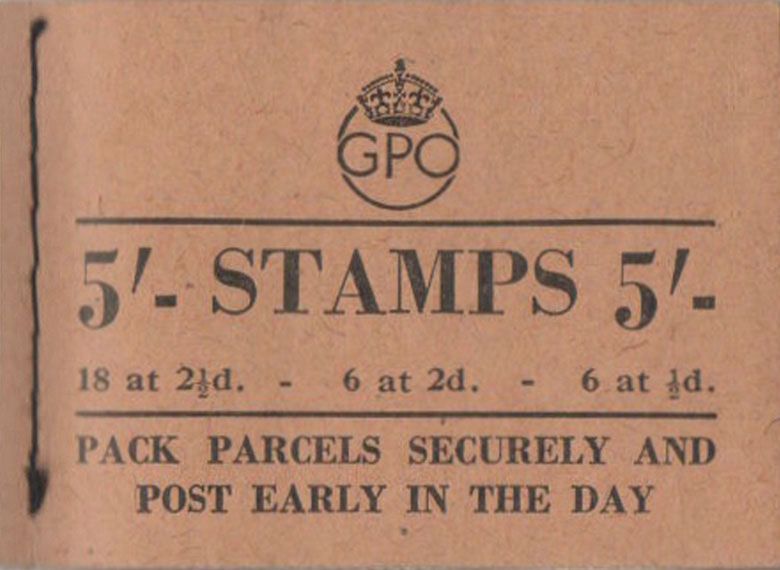 GPO
5/- STAMPS 5/-
18 at 2½d. - 6 at 2d. - 6 at ½d.
PACK PARCELS SECURELY AND
POST EARLY IN THE DAY